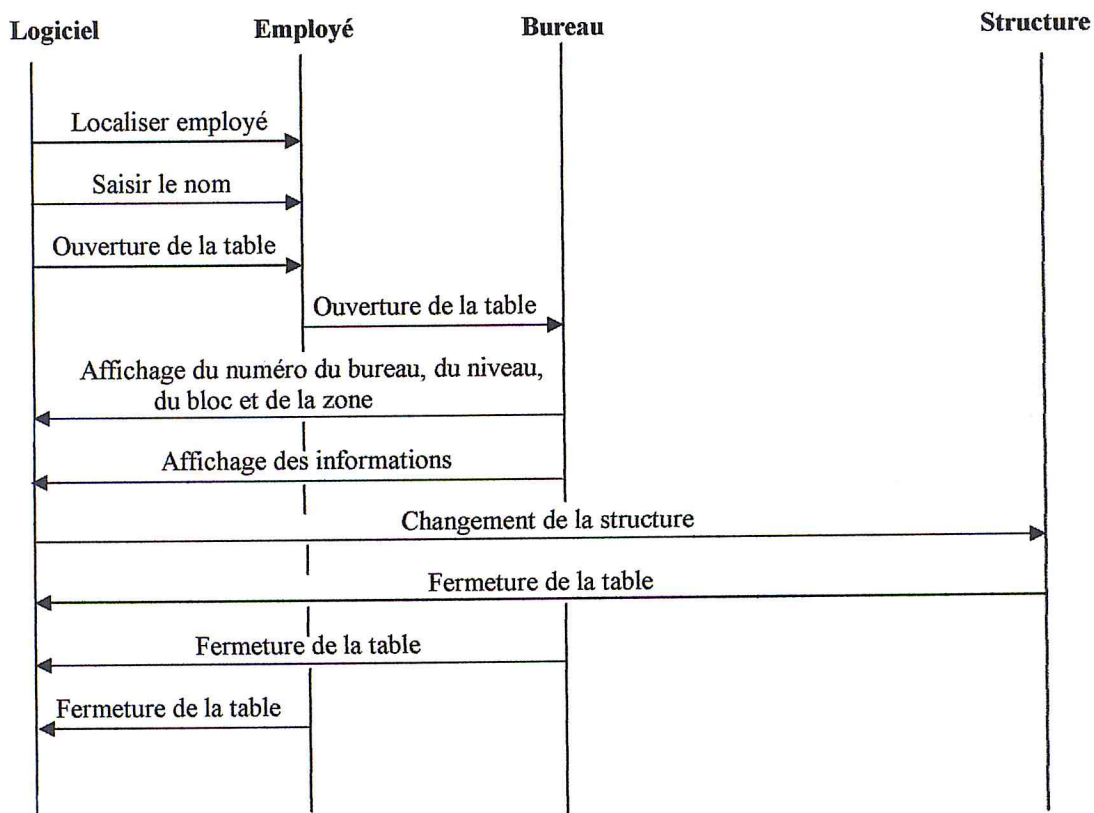 Logiciel Employé Bureau Structure
Localiser employé
Saisir le nom
Ouverture de la table
Ouverture de la table
Affichage du numéro du bureau, du niveau,
du bloc et de la zone
Affichage des informations
Changement de la structure
Fermeture de la table
Fermeture de la table
Fermeture de la table